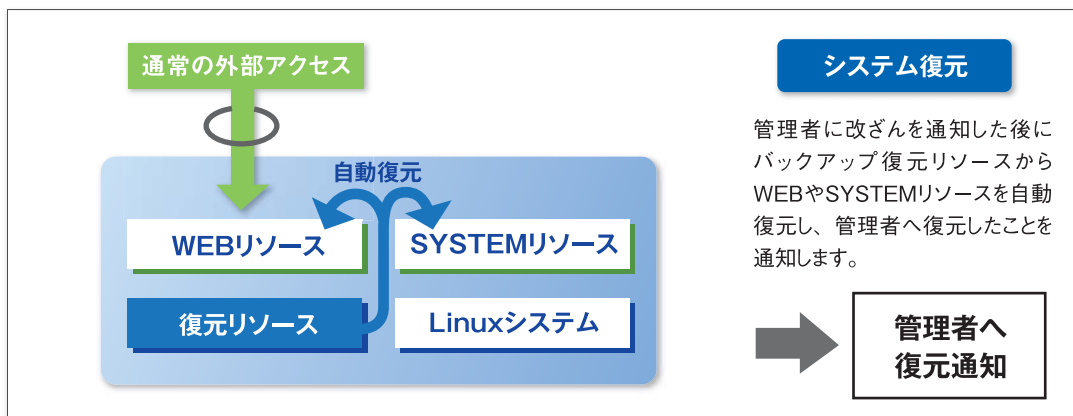 通常の外部アクセス
自動復元
WEBリソース
SYSTEMリソース
復元リソース
Linuxシステム
システム復元
管理者に改ざんを通知した後に
バックアップ復元リソースから
WEBやSYSTEMリソースを自動
復元し、管理者へ復元したことを
通知します。
管理者へ
復元通知